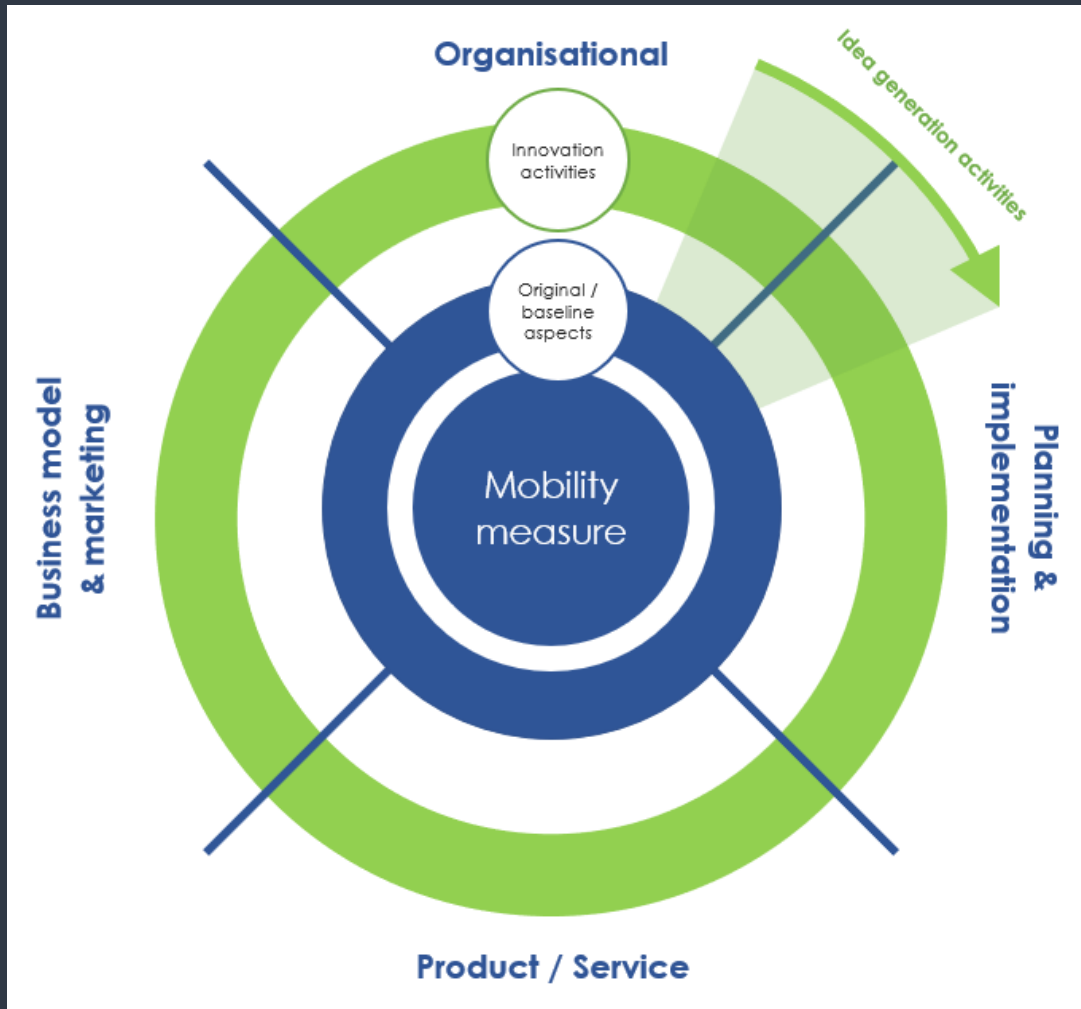 Organisational
Idea generation activities
Innovation
activities
Original /
baseline
aspects
Business model
& marketing
Mobility
measure
Planning &
implementation
Product / Service